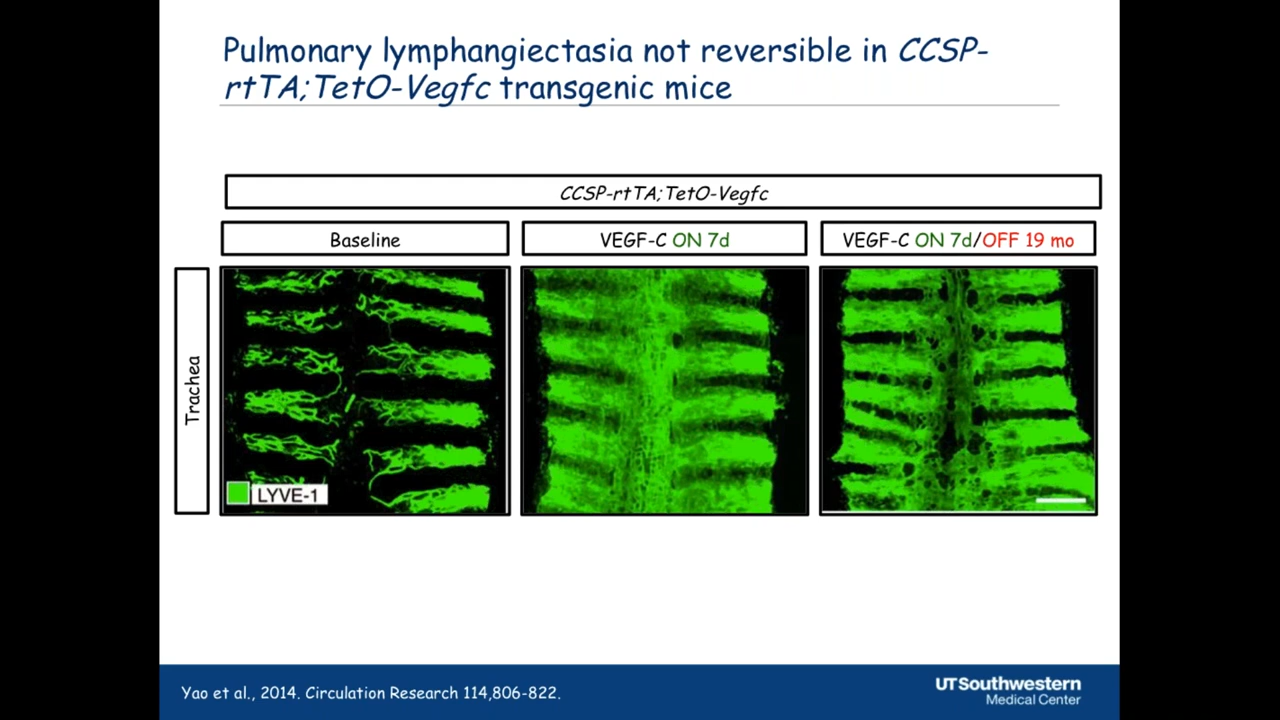 Pulmonary lymphangiectasia not reversible in CCSP-
rtTA;TetO-Vegfc transgenic mice
CCSP-rtTA;TetO-Vegfc
Baseline
VEGF-C ON 7d
VEGF-C ON 7d/OFF 19 mo
Trachea
LYVE-1
Yao et al., 2014. Circulation Research 114,806-822.
UTSouthwestern
Medical Center